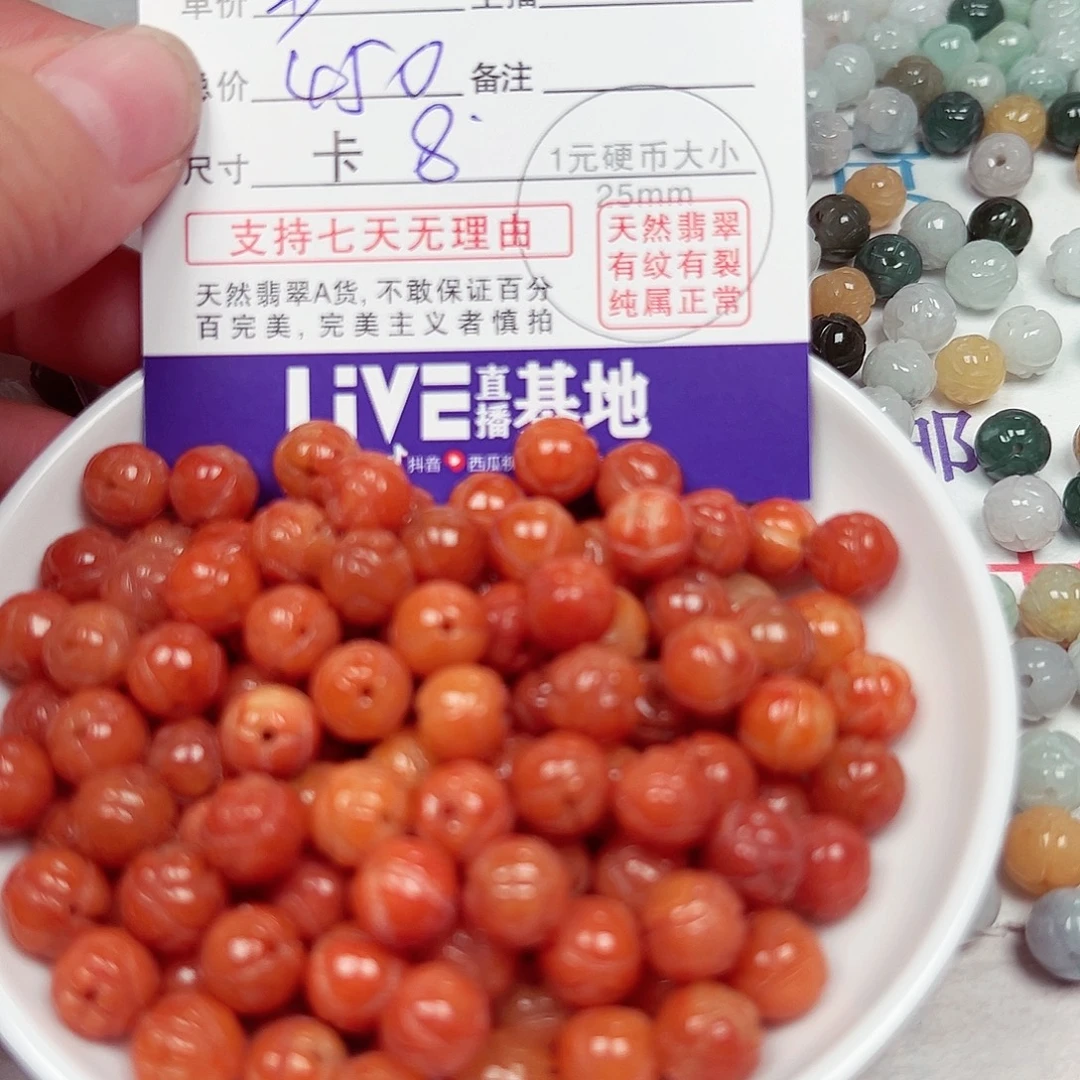 单价
总价 650 备注
尺寸 卡 8
1元硬币大小
25mm
支持七天无理由
天然翡翠
有纹有裂
纯属正常
天然翡翠A货,不敢保证百分
百完美,完美主义者慎拍
LiVE直播基地
抖音 西瓜视